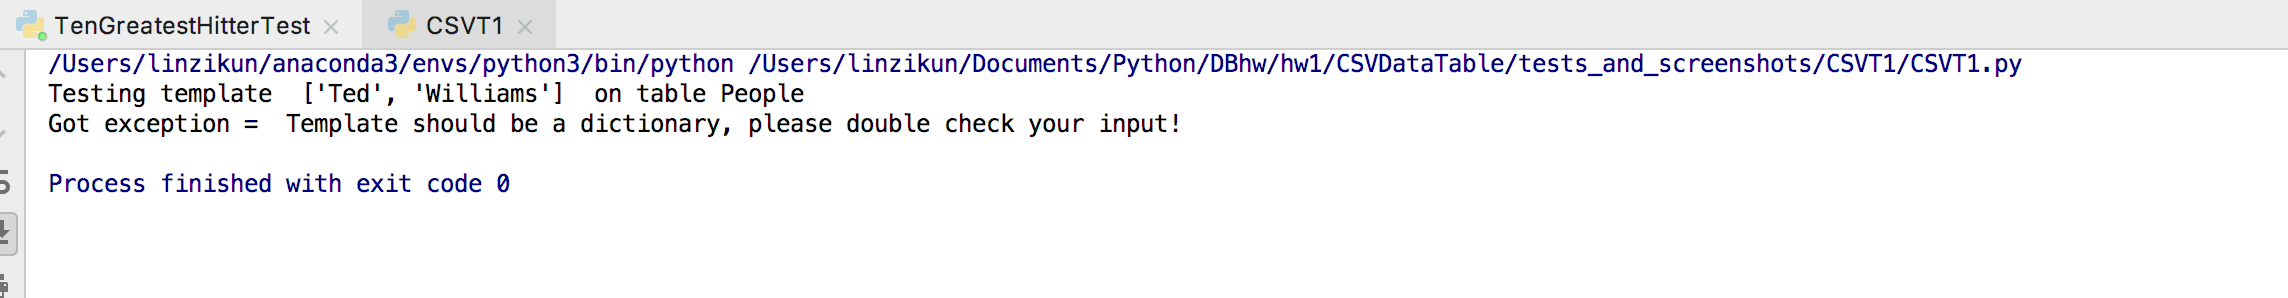 TenGreatestHitterTest CSVT1
/Users/linzikun/anaconda3/envs/python3/bin/python /Users/linzikun/Documents/Python/DBhw/hw1/CSVDataTable/tests_and_screenshots/CSVT1/CSVT1.py
Testing template  ['Ted', 'Williams']  on table People
Got exception =  Template should be a dictionary, please double check your input!
Process finished with exit code 0